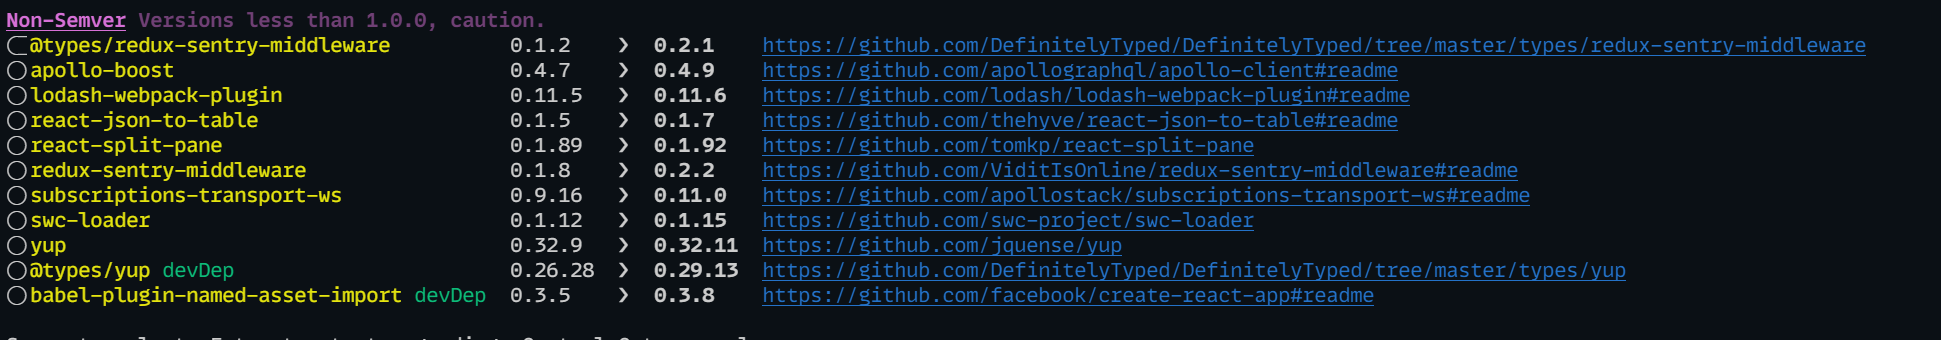 Non-Semver Versions less than 1.0.0, caution.
@types/redux-sentry-middleware 0.1.2 ❯ 0.2.1 https://github.com/DefinitelyTyped/DefinitelyTyped/tree/master/types/redux-sentry-middleware
apollo-boost 0.4.7 ❯ 0.4.9 https://github.com/apollographql/apollo-client#readme
lodash-webpack-plugin 0.11.5 ❯ 0.11.6 https://github.com/lodash/lodash-webpack-plugin#readme
react-json-to-table 0.1.5 ❯ 0.1.7 https://github.com/thehyve/react-json-to-table#readme
react-split-pane 0.1.89 ❯ 0.1.92 https://github.com/tomkp/react-split-pane
redux-sentry-middleware 0.1.8 ❯ 0.2.2 https://github.com/ViditIsOnline/redux-sentry-middleware#readme
subscriptions-transport-ws 0.9.16 ❯ 0.11.0 https://github.com/apollostack/subscriptions-transport-ws#readme
swc-loader 0.1.12 ❯ 0.1.15 https://github.com/swc-project/swc-loader
yup 0.32.9 ❯ 0.32.11 https://github.com/jquense/yup
@types/yup devDep 0.26.28 ❯ 0.29.13 https://github.com/DefinitelyTyped/DefinitelyTyped/tree/master/types/yup
babel-plugin-named-asset-import devDep 0.3.5 ❯ 0.3.8 https://github.com/facebook/create-react-app#readme